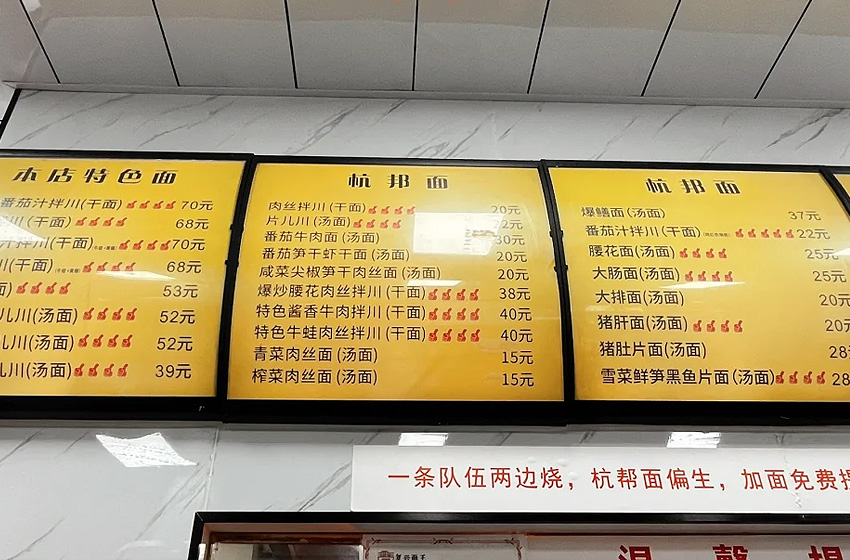 本店特色面
番茄汁拌川(干面) 70元
川(干面) 68元
汁拌川(干面) 70元
川(干面) 68元
面) 53元
儿川(汤面) 52元
儿川(汤面) 52元
儿川(汤面) 39元
杭邦面
肉丝拌川(干面) 20元
片儿川(汤面) 22元
番茄牛肉面(汤面) 30元
番茄笋干虾干面(汤面) 20元
咸菜尖椒笋干肉丝面(汤面) 20元
爆炒腰花肉丝拌川(干面) 38元
特色酱香牛肉拌川(干面) 40元
特色牛蛙肉丝拌川(干面) 40元
青菜肉丝面(汤面) 15元
榨菜肉丝面(汤面) 15元
杭邦面
爆鳝面(汤面) 37元
番茄汁拌川(干面) 22元
腰花面(汤面) 25元
大肠面(汤面) 25元
大排面(汤面) 20元
猪肝面(汤面) 20元
猪肚片面(汤面) 28
雪菜鲜笋黑鱼片面(汤面) 28
一条队伍两边烧，杭帮面偏生，加面免费提
温馨提